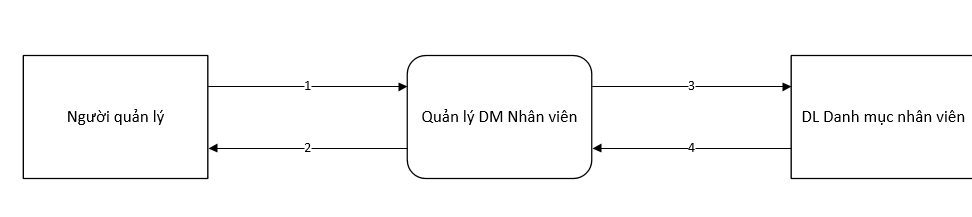 Người quản lý
1
2
Quản lý DM Nhân viên
3
4
DL Danh mục nhân viên